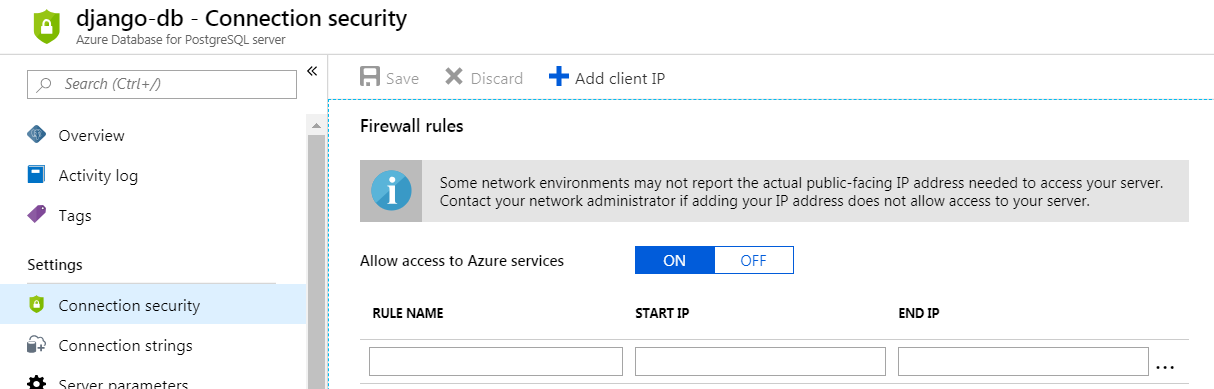 django-db - Connection security
Azure Database for PostgreSQL server
Search (Ctrl+/)
«
Save
Discard
Add client IP
Overview
Activity log
Tags
Settings
Connection security
Connection strings
Server parameters
Firewall rules
Some network environments may not report the actual public-facing IP address needed to access your server.
Contact your network administrator if adding your IP address does not allow access to your server.
Allow access to Azure services
ON
OFF
RULE NAME
START IP
END IP
...